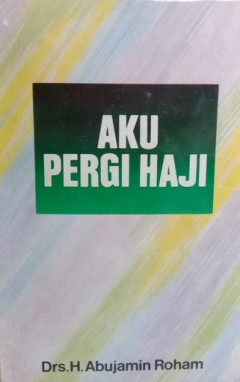 AKU
PERGI HAJI
Drs.H. Abujamin Roham